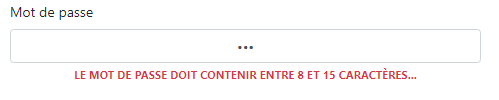 Mot de passe
•••
LE MOT DE PASSE DOIT CONTENIR ENTRE 8 ET 15 CARACTÈRES...